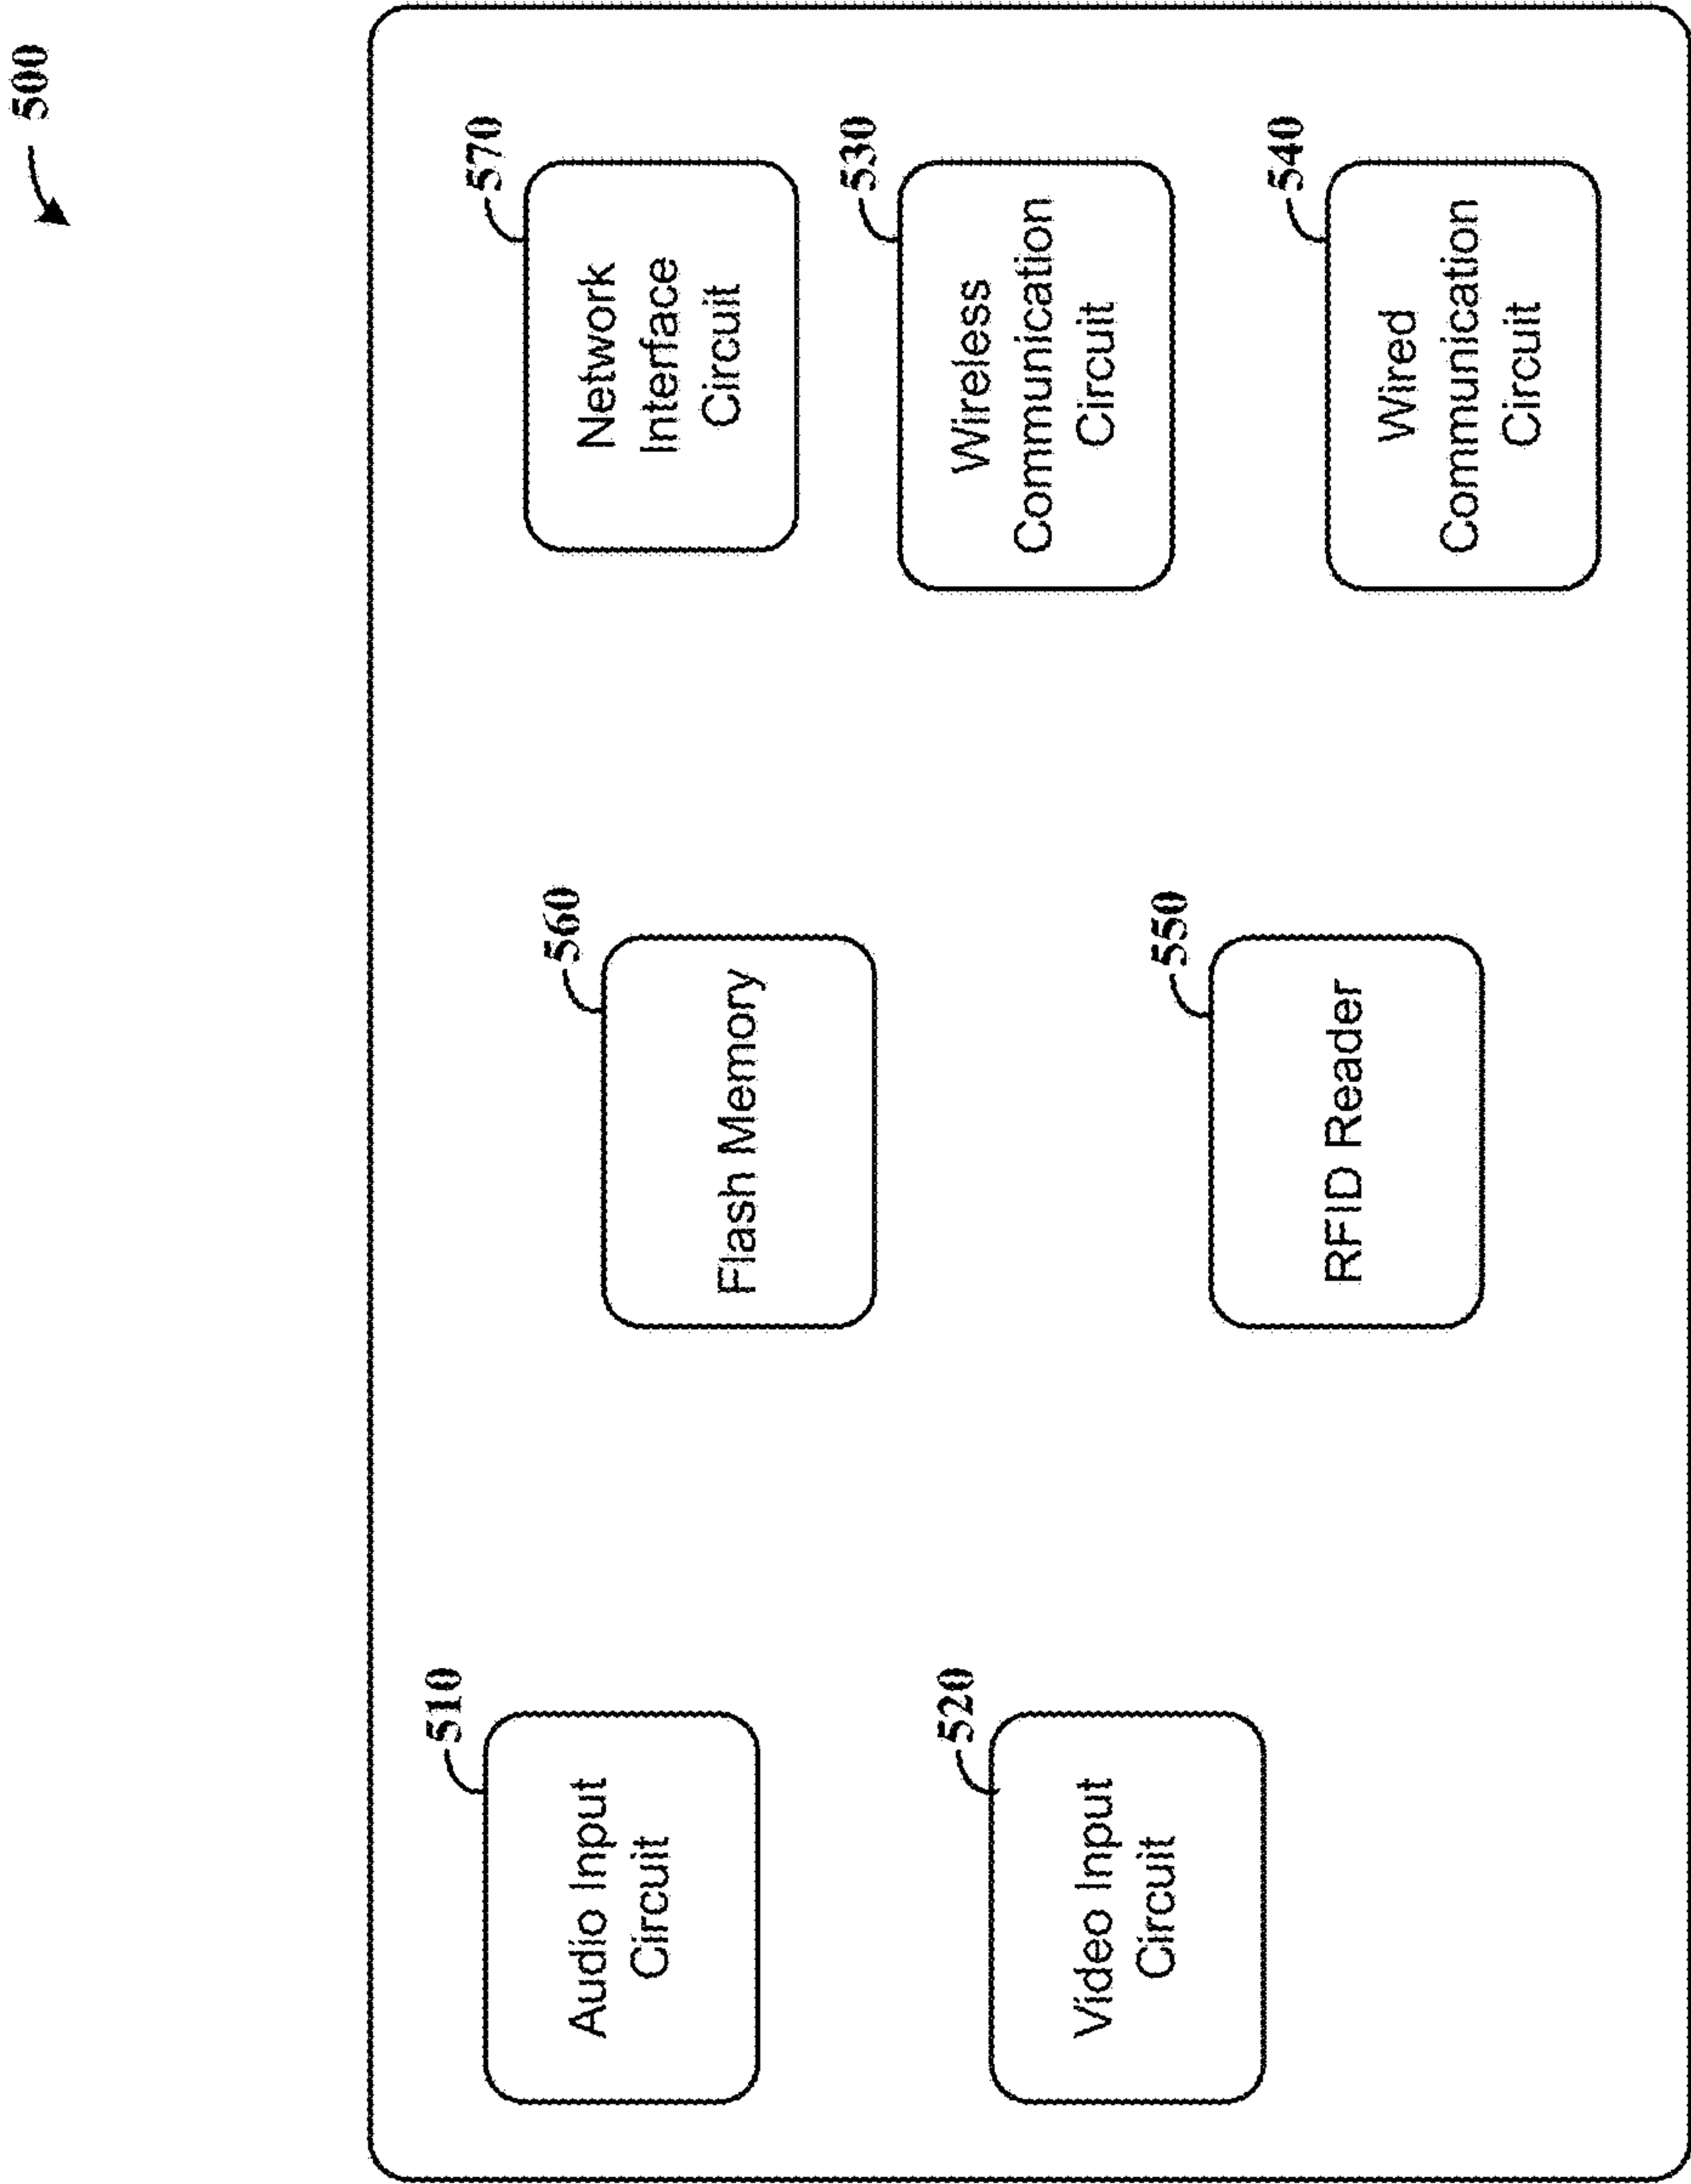 500
510
Audio Input
Circuit
560
Flash Memory
570
Network
Interface
Circuit
520
Video Input
Circuit
530
Wireless
Communication
Circuit
550
RFID Reader
540
Wired
Communication
Circuit